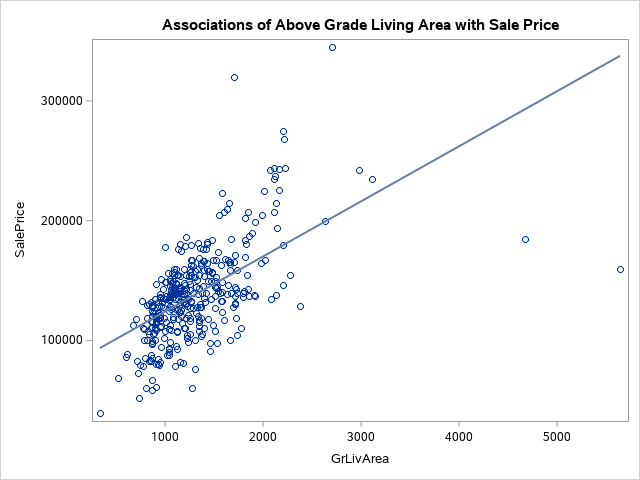 Associations of Above Grade Living Area with Sale Price
300000
200000
100000
SalePrice
1000 2000 3000 4000 5000
GrLivArea